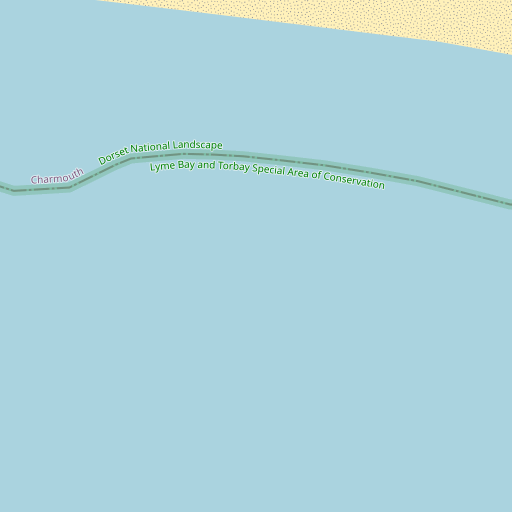 Dorset National Landscape
Lyme Bay and Torbay Special Area of Conservation
Charmouth